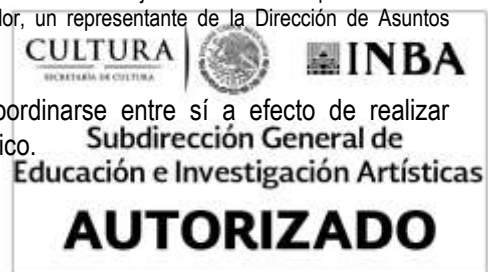 dor, un representante de la Dirección de Asuntos
CULTURA
SECRETARÍA DE CULTURA
INBA
oordinarse entre sí a efecto de realizar
ico.
Subdirección General de
Educación e Investigación Artísticas
AUTORIZADO